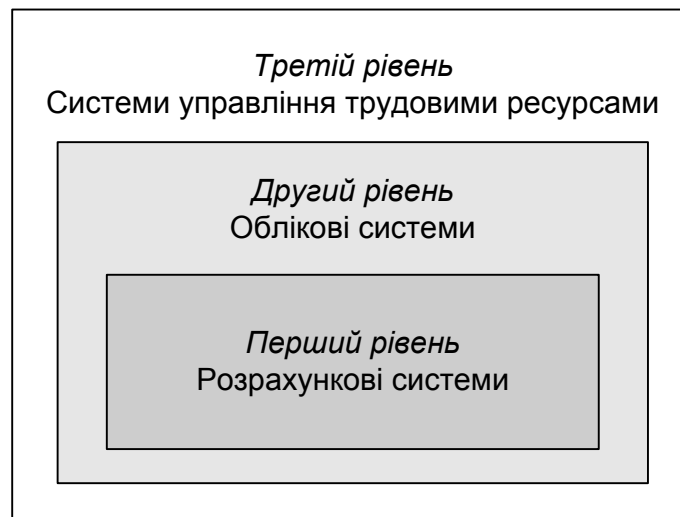 Третій рівень
Системи управління трудовими ресурсами
Другий рівень
Облікові системи
Перший рівень
Розрахункові системи